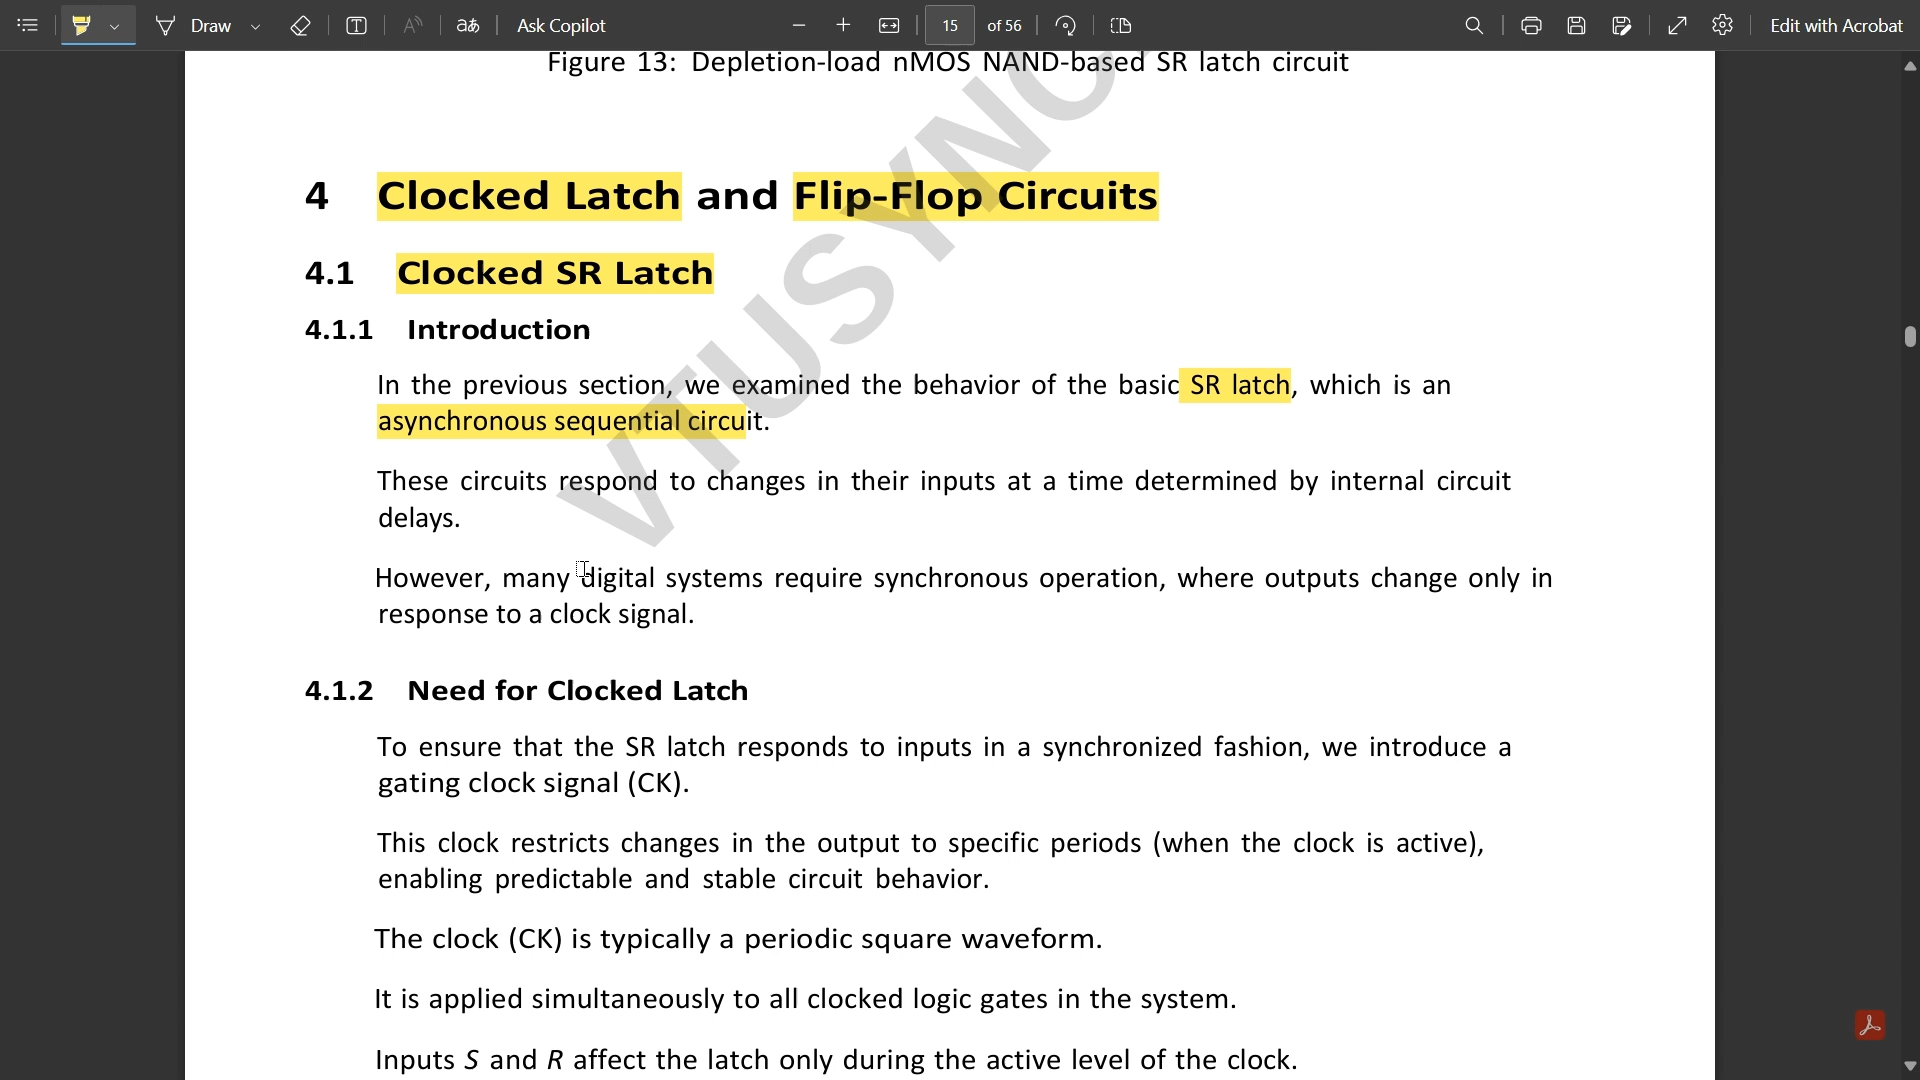 Draw
Ask Copilot
15 of 56
Edit with Acrobat
Figure 13: Depletion-load nMOS NAND-based SR latch circuit
4 Clocked Latch and Flip-Flop Circuits
4.1 Clocked SR Latch
4.1.1 Introduction
In the previous section, we examined the behavior of the basic SR latch, which is an
asynchronous sequential circuit.
These circuits respond to changes in their inputs at a time determined by internal circuit
delays.
However, many digital systems require synchronous operation, where outputs change only in
response to a clock signal.
4.1.2 Need for Clocked Latch
To ensure that the SR latch responds to inputs in a synchronized fashion, we introduce a
gating clock signal (CK).
This clock restricts changes in the output to specific periods (when the clock is active),
enabling predictable and stable circuit behavior.
The clock (CK) is typically a periodic square waveform.
It is applied simultaneously to all clocked logic gates in the system.
Inputs S and R affect the latch only during the active level of the clock.
VTUSYNC